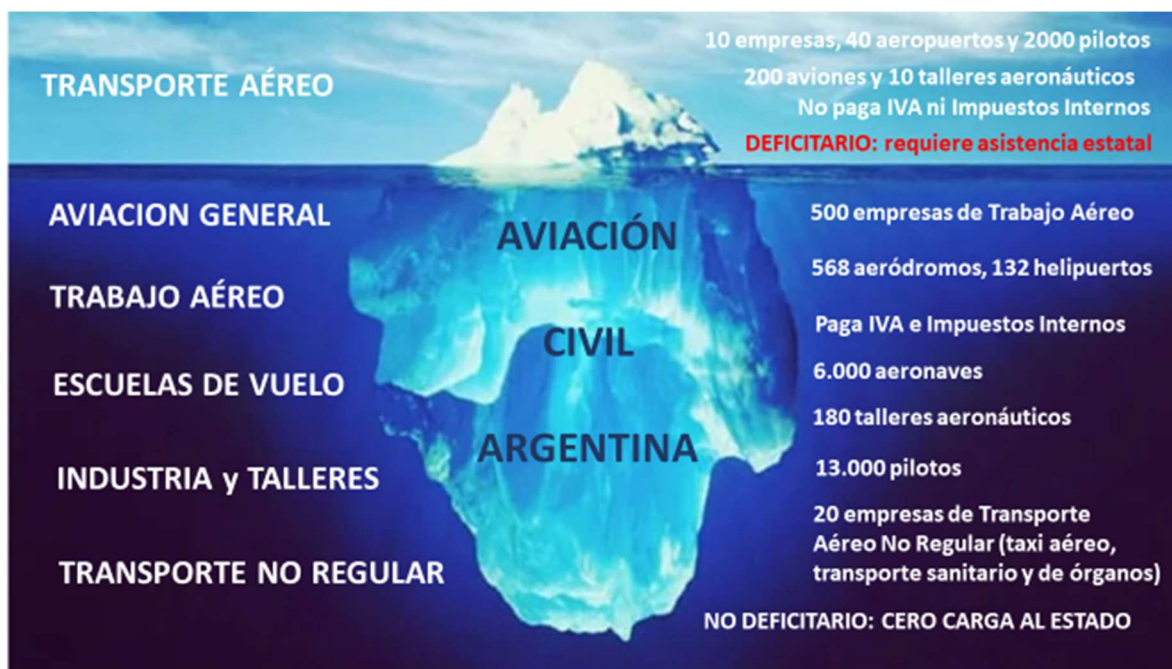 TRANSPORTE AÉREO
10 empresas, 40 aeropuertos y 2000 pilotos
200 aviones y 10 talleres aeronáuticos
No paga IVA ni Impuestos Internos
DEFICITARIO: requiere asistencia estatal
AVIACION GENERAL
TRABAJO AÉREO
ESCUELAS DE VUELO
INDUSTRIA y TALLERES
TRANSPORTE NO REGULAR
AVIACIÓN
CIVIL
ARGENTINA
500 empresas de Trabajo Aéreo
568 aeródromos, 132 helipuertos
Paga IVA e Impuestos Internos
6.000 aeronaves
180 talleres aeronáuticos
13.000 pilotos
20 empresas de Transporte
Aéreo No Regular (taxi aéreo,
transporte sanitario y de órganos)
NO DEFICITARIO: CERO CARGA AL ESTADO